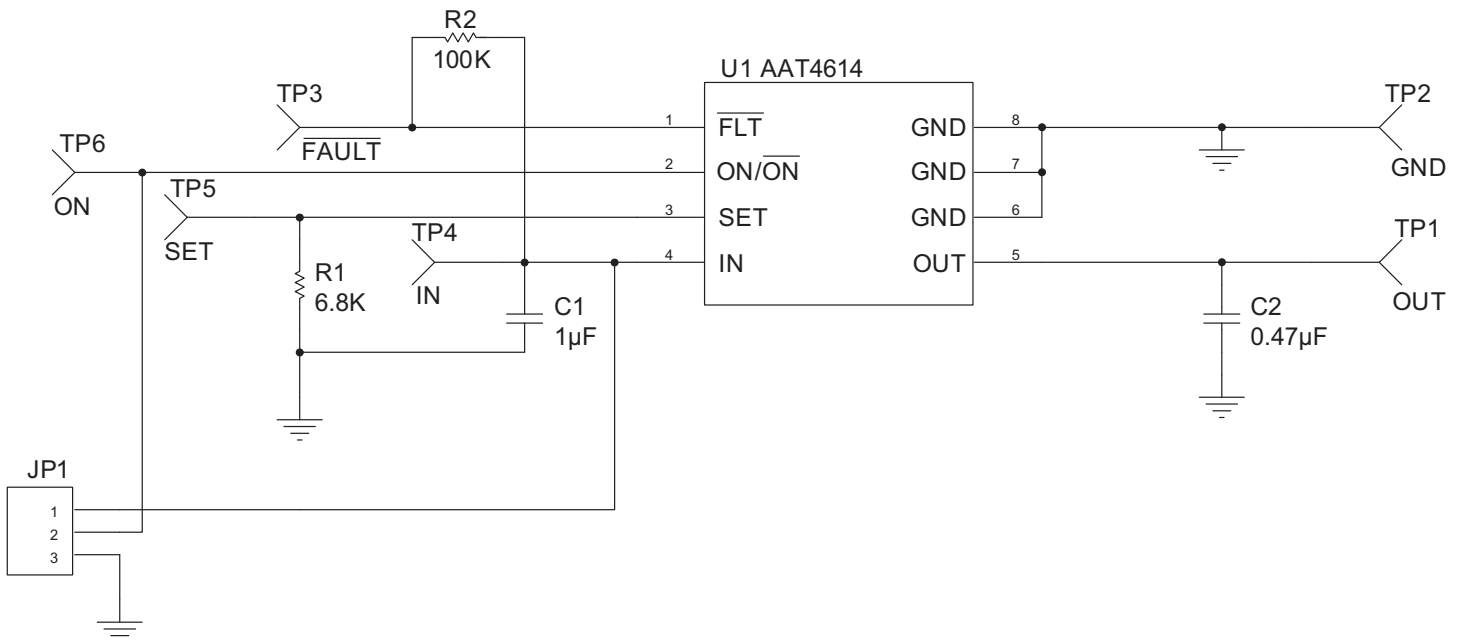 R2
100K
U1 AAT4614
TP3
FAULT
TP6
ON
TP5
SET
R1
6.8K
TP4
IN
C1
1µF
1
FLT
2
ON/ON
3
SET
4
IN
GND
8
GND
7
GND
6
OUT
5
TP2
GND
TP1
OUT
C2
0.47µF
JP1
1
2
3